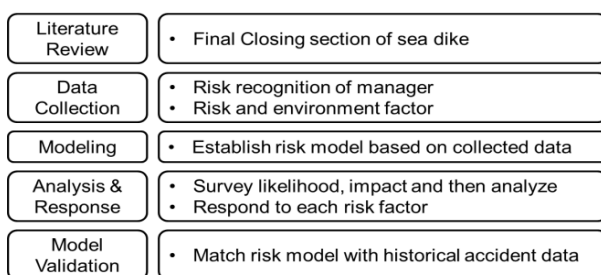 Literature
Review
• Final Closing section of sea dike
Data
Collection
• Risk recognition of manager
• Risk and environment factor
Modeling
• Establish risk model based on collected data
Analysis &
Response
• Survey likelihood, impact and then analyze
• Respond to each risk factor
Model
Validation
• Match risk model with historical accident data